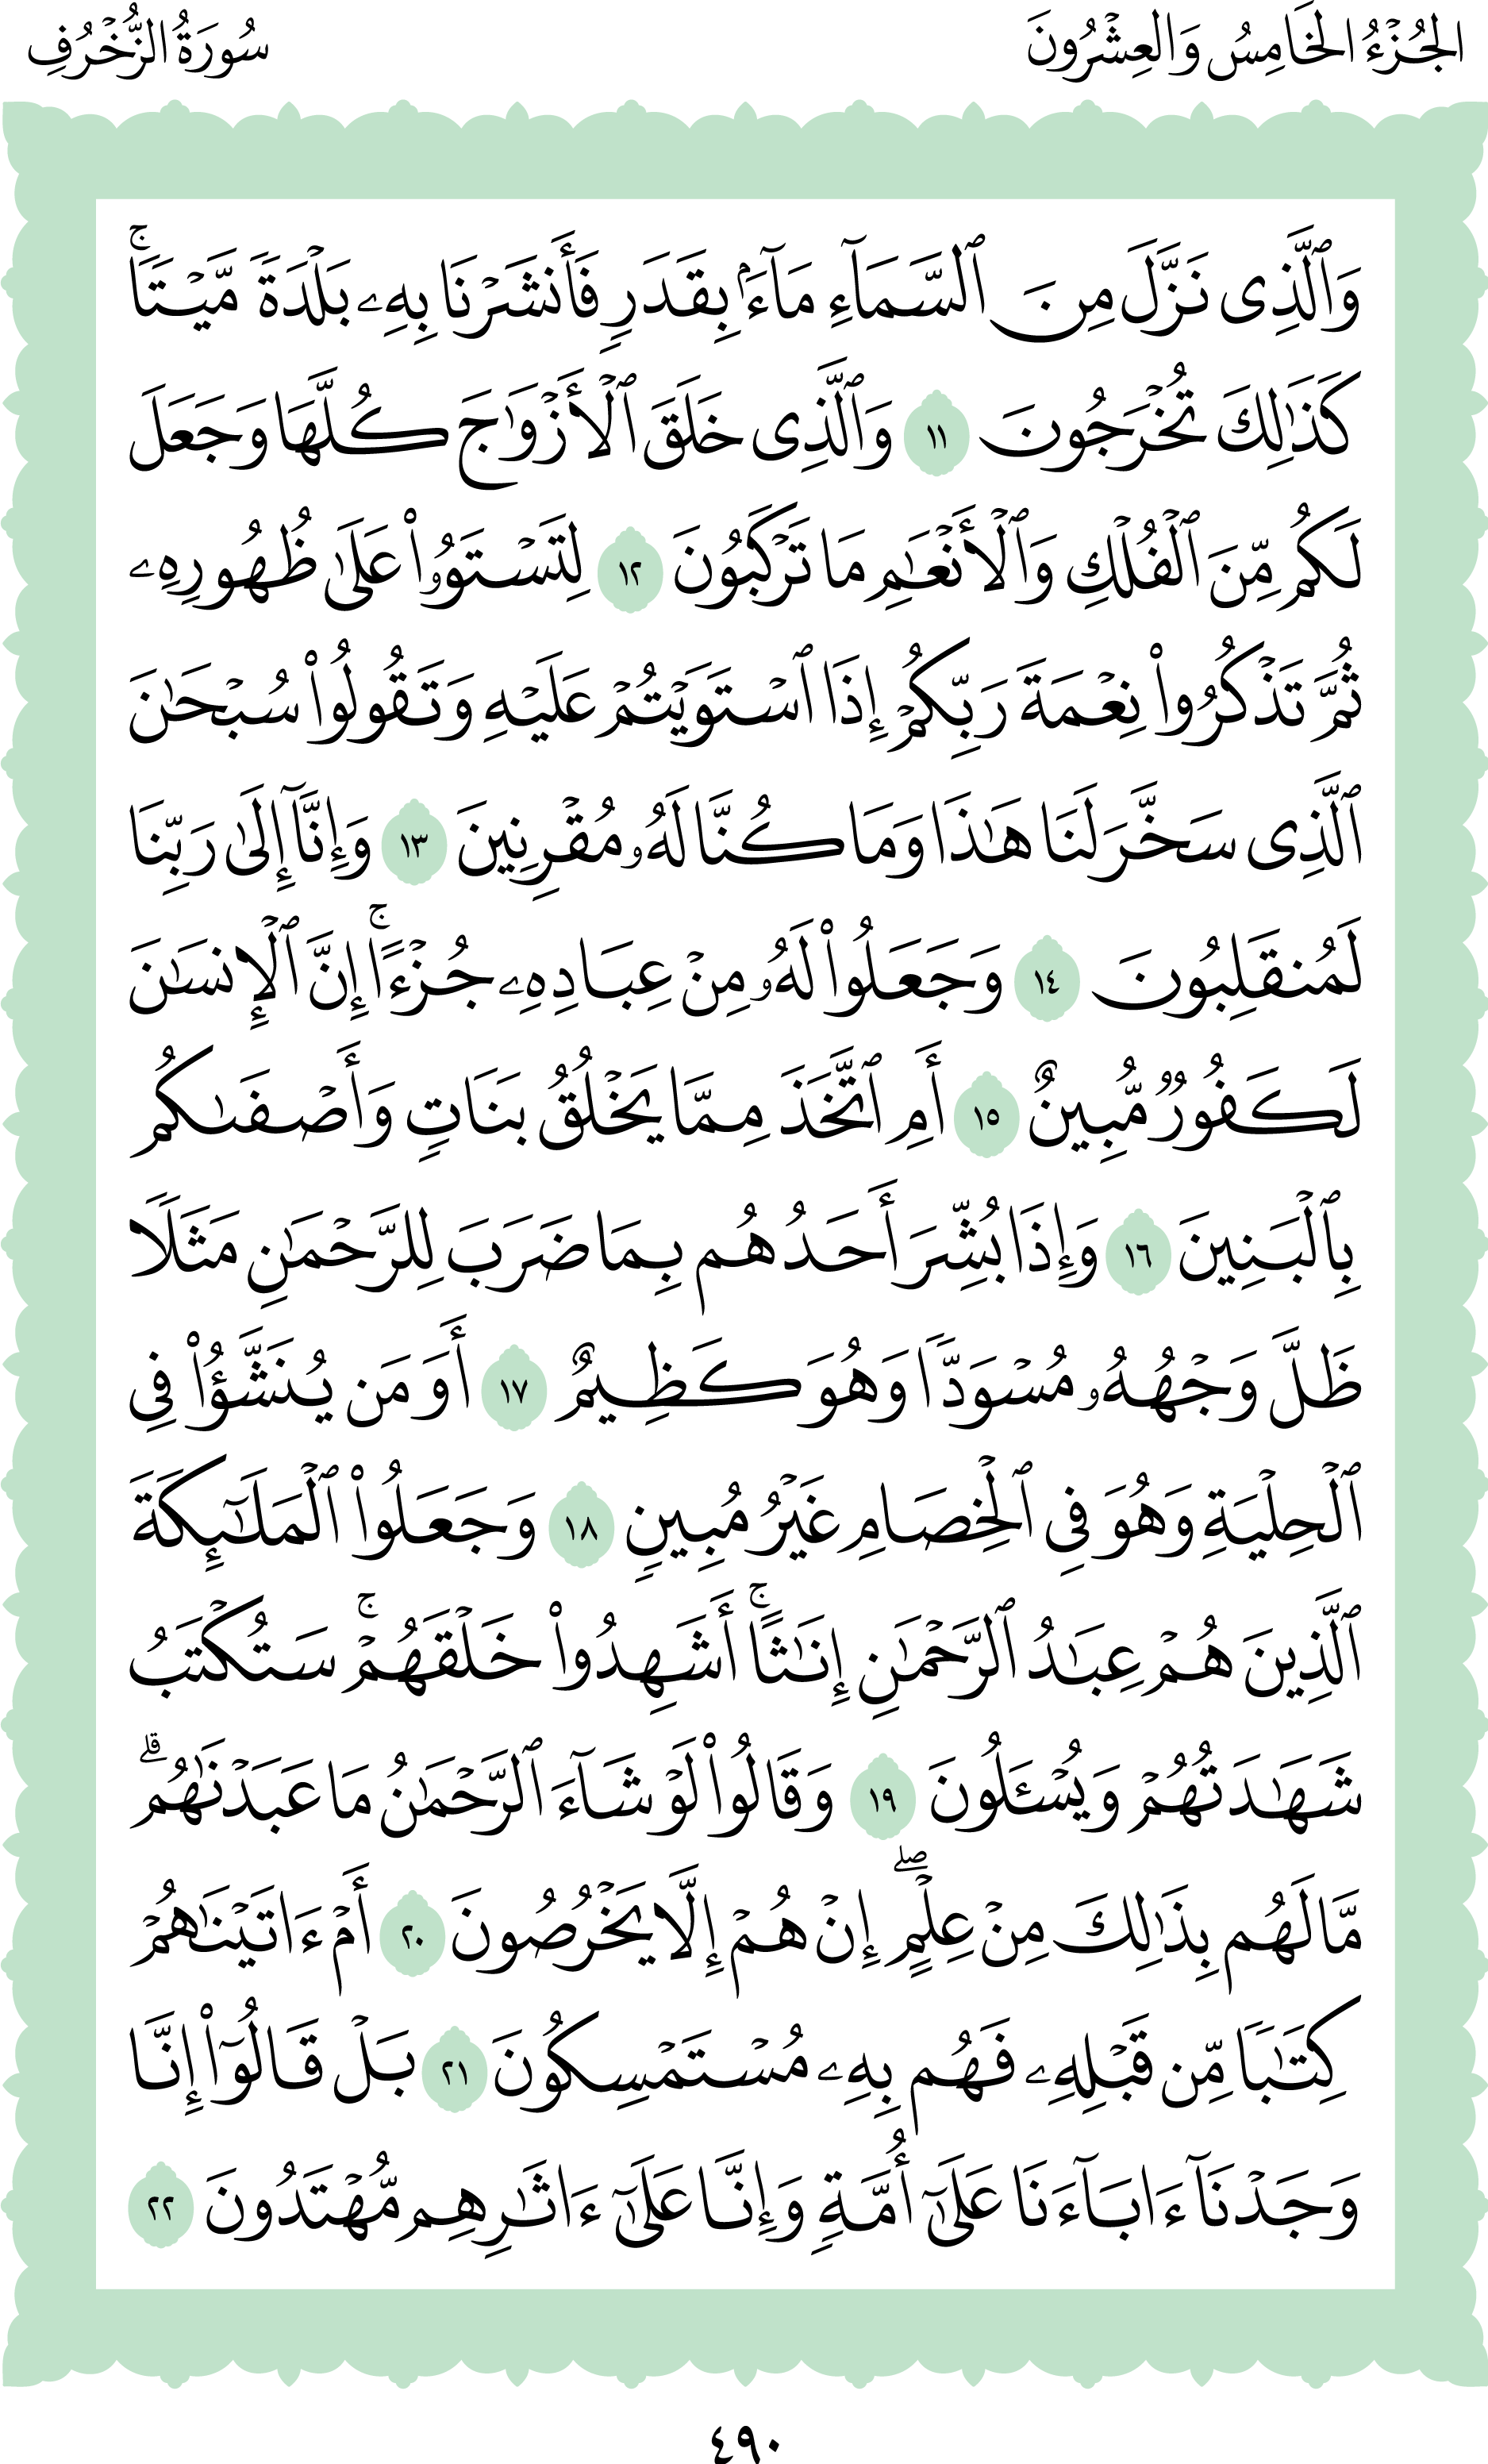 الجُزْءُ الخَامِسُ وَالعِشْرُونَ
سُورَةُ الزُّخْرُفِ
وَٱلَّذِى نَزَّلَ مِنَ ٱلسَّمَآءِ مَآءَۢ بِقَدَرٍ فَأَنشَرْنَا بِهِۦ بَلْدَةً مَّيْتًاۚ
كَذَٰلِكَ تُخْرَجُونَ ١١ وَٱلَّذِى خَلَقَ ٱلْأَزْوَٰجَ كُلَّهَا وَجَعَلَ
لَكُم مِّنَ ٱلْفُلْكِ وَٱلْأَنْعَٰمِ مَا تَرْكَبُونَ ١٢ لِتَسْتَوُۥا۟ عَلَىٰ ظُهُورِهِۦ
ثُمَّ تَذْكُرُوا۟ نِعْمَةَ رَبِّكُمْ إِذَا ٱسْتَوَيْتُمْ عَلَيْهِ وَتَقُولُوا۟ سُبْحَٰنَ
ٱلَّذِى سَخَّرَ لَنَا هَٰذَا وَمَا كُنَّا لَهُۥ مُقْرِنِينَ ١٣ وَإِنَّآ إِلَىٰ رَبِّنَا
لَمُنقَلِبُونَ ١٤ وَجَعَلُوا۟ لَهُۥ مِنْ عِبَادِهِۦ جُزْءًاۚ إِنَّ ٱلْإِنسَٰنَ
لَكَفُورٌ مُّبِينٌ ١٥ أَمِ ٱتَّخَذَ مِمَّا يَخْلُقُ بَنَاتٍ وَأَصْفَىٰكُم
بِٱلْبَنِينَ ١٦ وَإِذَا بُشِّرَ أَحَدُهُم بِمَا ضَرَبَ لِلرَّحْمَٰنِ مَثَلًا
ظَلَّ وَجْهُهُۥ مُسْوَدًّا وَهُوَ كَظِيمٌ ١٧ أَوَمَن يُنَشَّؤُا۟ فِى
ٱلْحِلْيَةِ وَهُوَ فِى ٱلْخِصَامِ غَيْرُ مُبِينٍ ١٨ وَجَعَلُوا۟ ٱلْمَلَٰٓئِكَةَ
ٱلَّذِينَ هُمْ عِبَٰدُ ٱلرَّحْمَٰنِ إِنَٰثًاۚ أَشَهِدُوا۟ خَلْقَهُمْۚ سَتُكْتَبُ
شَهَٰدَتُهُمْ وَيُسْـَٔلُونَ ١٩ وَقَالُوا۟ لَوْ شَآءَ ٱلرَّحْمَٰنُ مَا عَبَدْنَٰهُمۗ
مَّا لَهُم بِذَٰلِكَ مِنْ عِلْمٍۖ إِنْ هُمْ إِلَّا يَخْرُصُونَ ٢٠ أَمْ ءَاتَيْنَٰهُمْ
كِتَٰبًا مِّن قَبْلِهِۦ فَهُم بِهِۦ مُسْتَمْسِكُونَ ٢١ بَلْ قَالُوٓا۟ إِنَّا
وَجَدْنَآ ءَابَآءَنَا عَلَىٰٓ أُمَّةٍ وَإِنَّا عَلَىٰٓ ءَاثَٰرِهِم مُّهْتَدُونَ ٢٢
٤٩٠